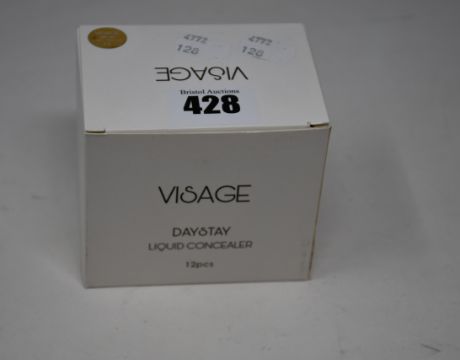 4772
128
4772
128
VISAGE
Bristol Auctions
428
VISAGE
DAYSTAY
LIQUID CONCEALER
12pcs